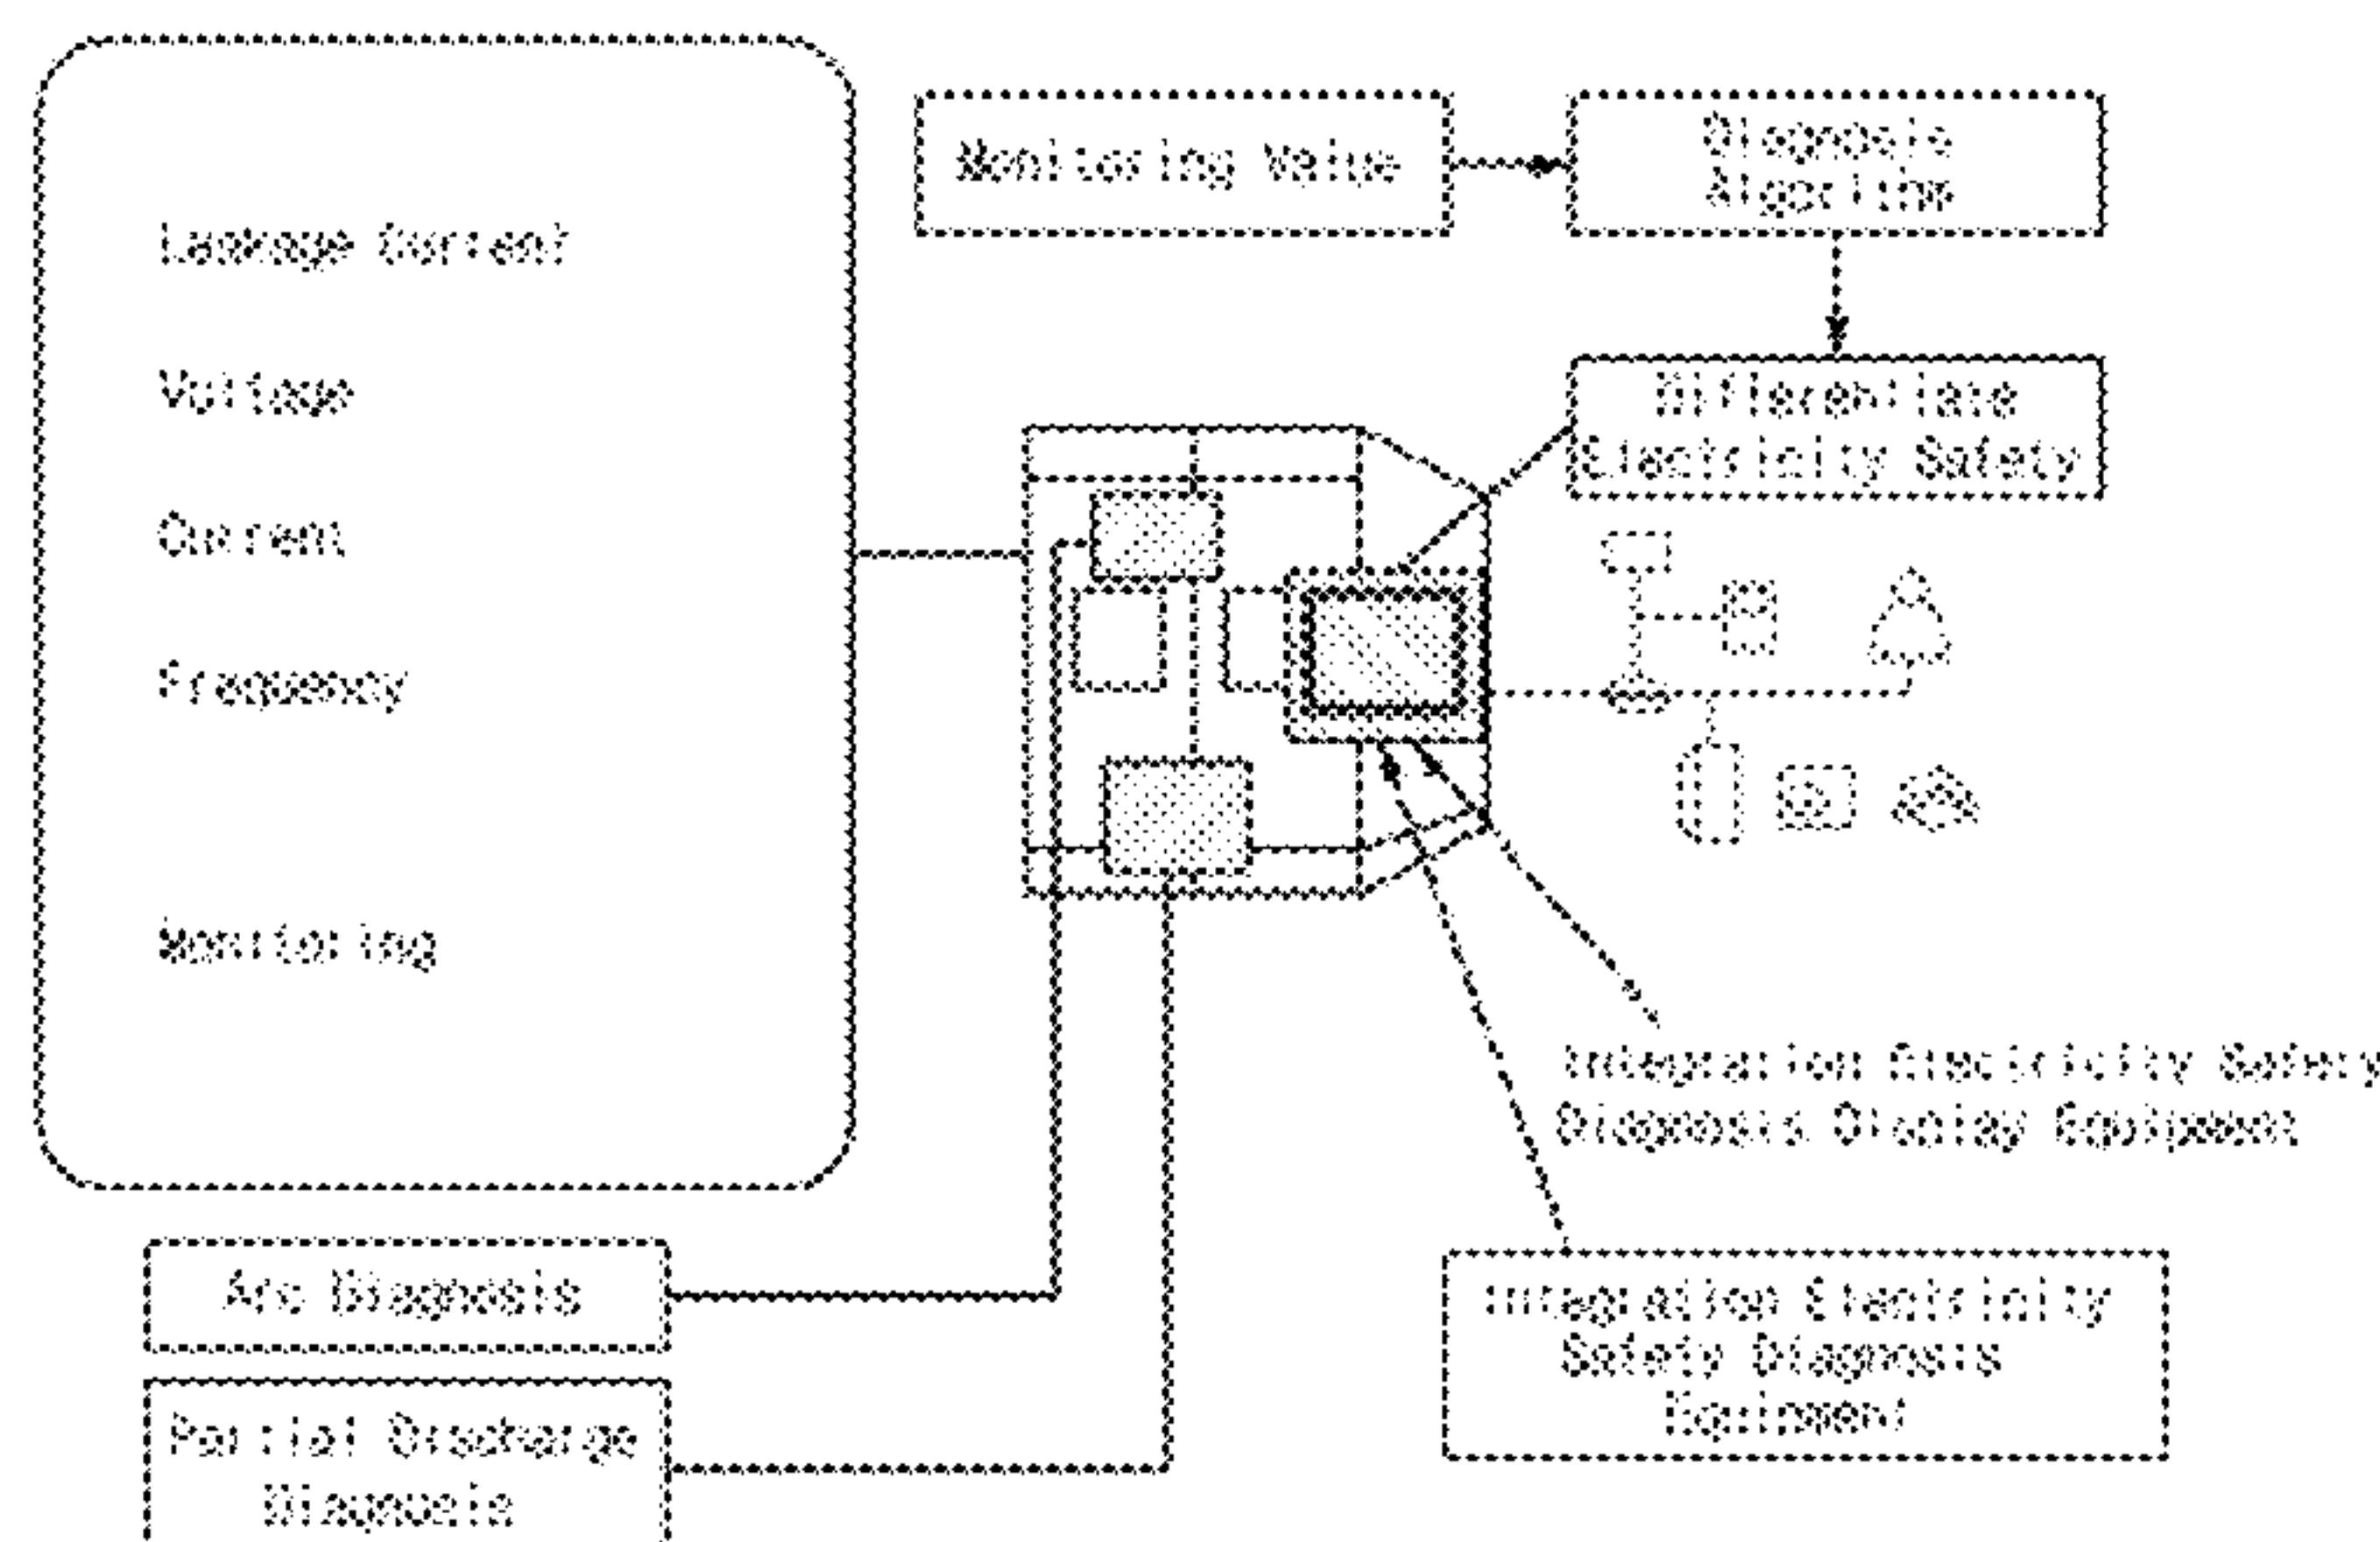 Leakage Current
Voltage
Current
Frequency
Monitoring
Monitoring Value
Diagnosis
Algorithm
Differentiate
Electricity Safety
Integration Electricity Safety
Diagnosis Display Equipment
Arc Diagnosis
Partial Discharge
Diagnosis
Integration Electricity
Safety Diagnosis
Equipment